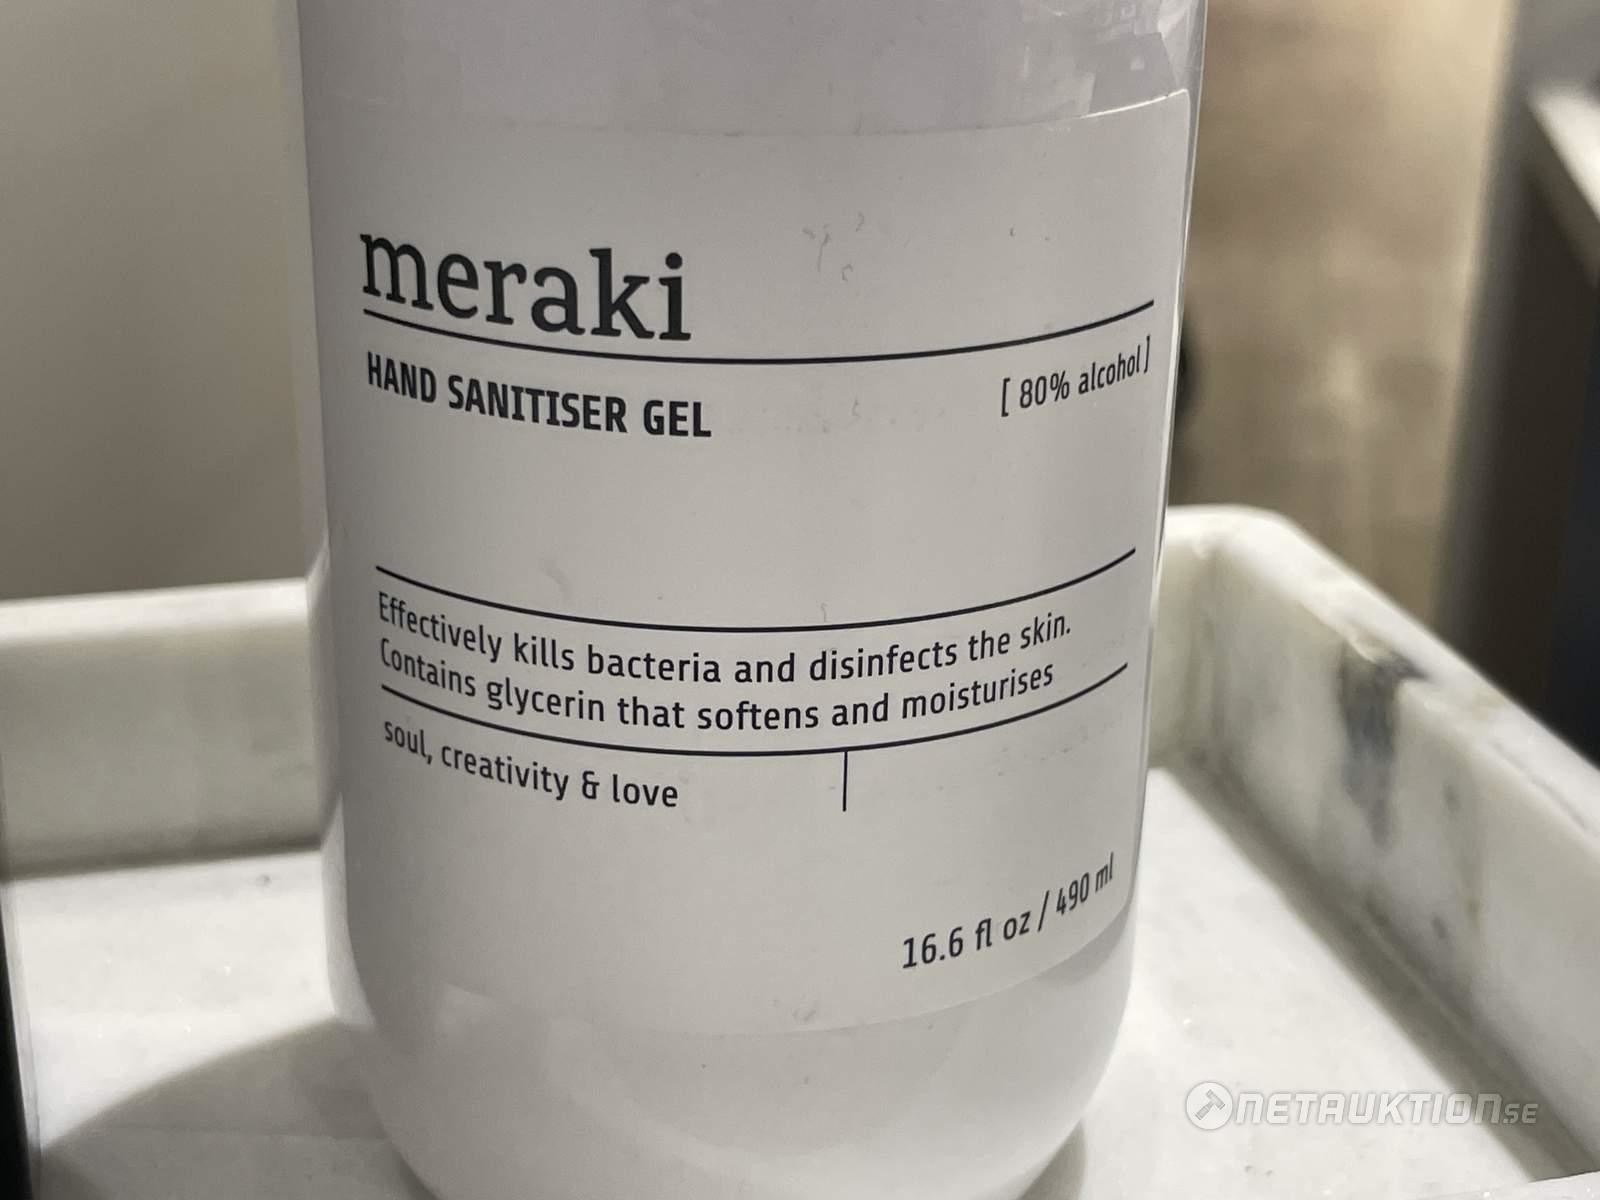 meraki
HAND SANITISER GEL
[ 80% alcohol ]
Effectively kills bacteria and disinfects the skin.
Contains glycerin that softens and moisturises
soul, creativity & love
16.6 fl oz / 490 ml
NETAUKTION.SE